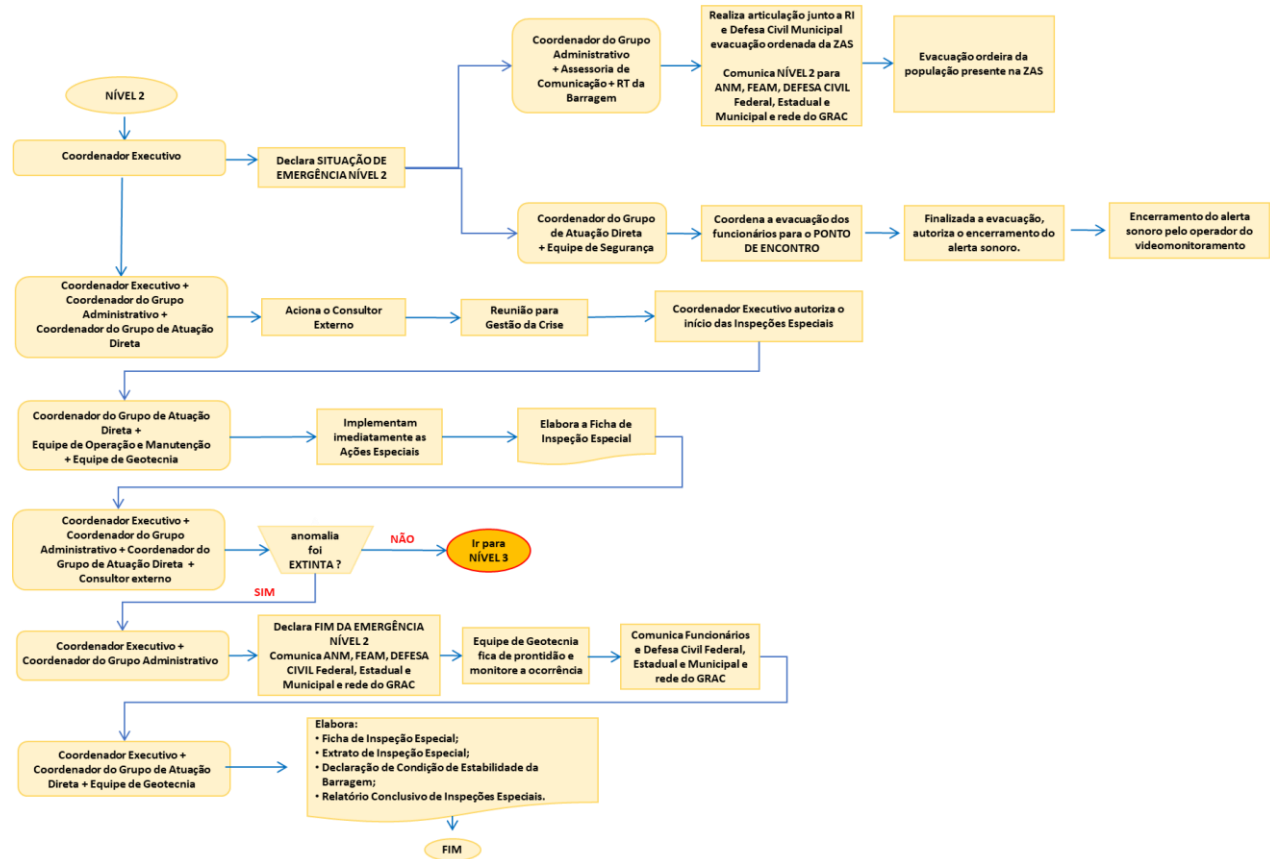 NÍVEL 2
Coordenador Executivo
Declara SITUAÇÃO DE
EMERGÊNCIA NÍVEL 2
Coordenador do Grupo
Administrativo
+ Assessoria de
Comunicação + RT da
Barragem
Realiza articulação junto a RI
e Defesa Civil Municipal
evacuação ordenada da ZAS
Comunica NÍVEL 2 para
ANM, FEAM, DEFESA CIVIL
Federal, Estadual e
Municipal e rede do GRAC
Evacuação ordeira da
população presente na ZAS
Coordenador do Grupo
de Atuação Direta
+ Equipe de Segurança
Coordena a evacuação dos
funcionários para o PONTO
DE ENCONTRO
Finalizada a evacuação,
autoriza o encerramento do
alerta sonoro.
Encerramento do alerta
sonoro pelo operador do
videomonitoramento
Coordenador Executivo +
Coordenador do Grupo
Administrativo +
Coordenador do Grupo de Atuação
Direta
Aciona o Consultor
Externo
Reunião para
Gestão da Crise
Coordenador Executivo autoriza o
início das Inspeções Especiais
Coordenador do Grupo de Atuação
Direta +
Equipe de Operação e Manutenção
+ Equipe de Geotecnia
Implementam
imediatamente as
Ações Especiais
Elabora a Ficha de
Inspeção Especial
Coordenador Executivo +
Coordenador do Grupo
Administrativo + Coordenador do
Grupo de Atuação Direta +
Consultor externo
anomalia
foi
EXTINTA ?
NÃO
Ir para
NÍVEL 3
SIM
Coordenador Executivo +
Coordenador do Grupo Administrativo
Declara FIM DA EMERGÊNCIA
NÍVEL 2
Comunica ANM, FEAM, DEFESA
CIVIL Federal, Estadual e
Municipal e rede do GRAC
Equipe de Geotecnia
fica de prontidão e
monitore a ocorrência
Comunica Funcionários
e Defesa Civil Federal,
Estadual e Municipal e
rede do GRAC
Coordenador Executivo +
Coordenador do Grupo de Atuação
Direta + Equipe de Geotecnia
Elabora:
• Ficha de Inspeção Especial;
• Extrato de Inspeção Especial;
• Declaração de Condição de Estabilidade da
Barragem;
• Relatório Conclusivo de Inspeções Especiais.
FIM